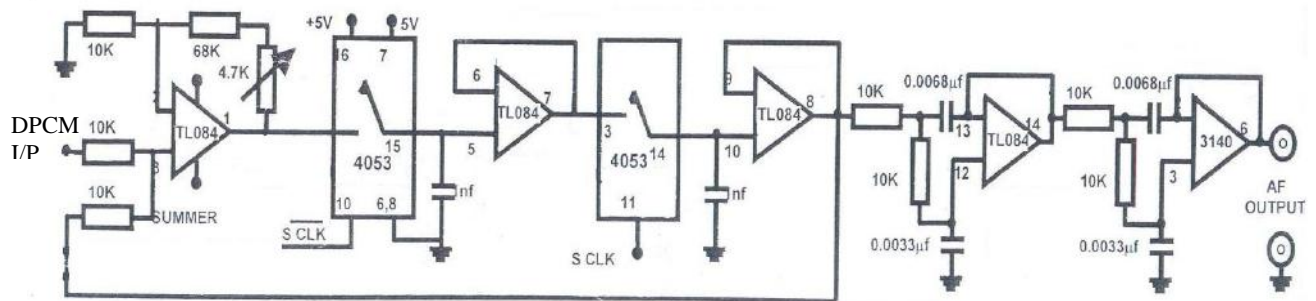 +5V
5V
10K
68K
4.7K
16
7
6
7
TL084
9
8
TL084
10K
0.0068µf
13
14
TL084
10K
0.0068µf
6
3140
1
TL084
DPCM
I/P
10K
15
4053
5
3
4053
14
10
10K
12
10K
3
AF
OUTPUT
10K
SUMMER
10
6,8
nf
11
nf
0.0033µf
0.0033µf
S CLK
S CLK